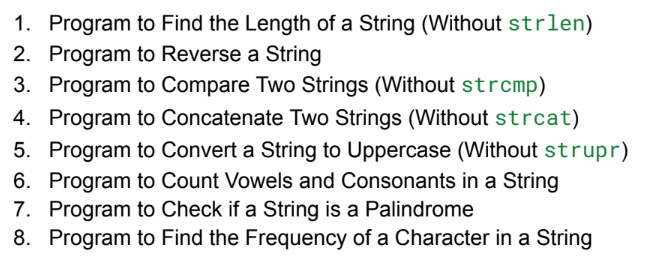 1. Program to Find the Length of a String (Without strlen)
2. Program to Reverse a String
3. Program to Compare Two Strings (Without strcmp)
4. Program to Concatenate Two Strings (Without strcat)
5. Program to Convert a String to Uppercase (Without strupr)
6. Program to Count Vowels and Consonants in a String
7. Program to Check if a String is a Palindrome
8. Program to Find the Frequency of a Character in a String